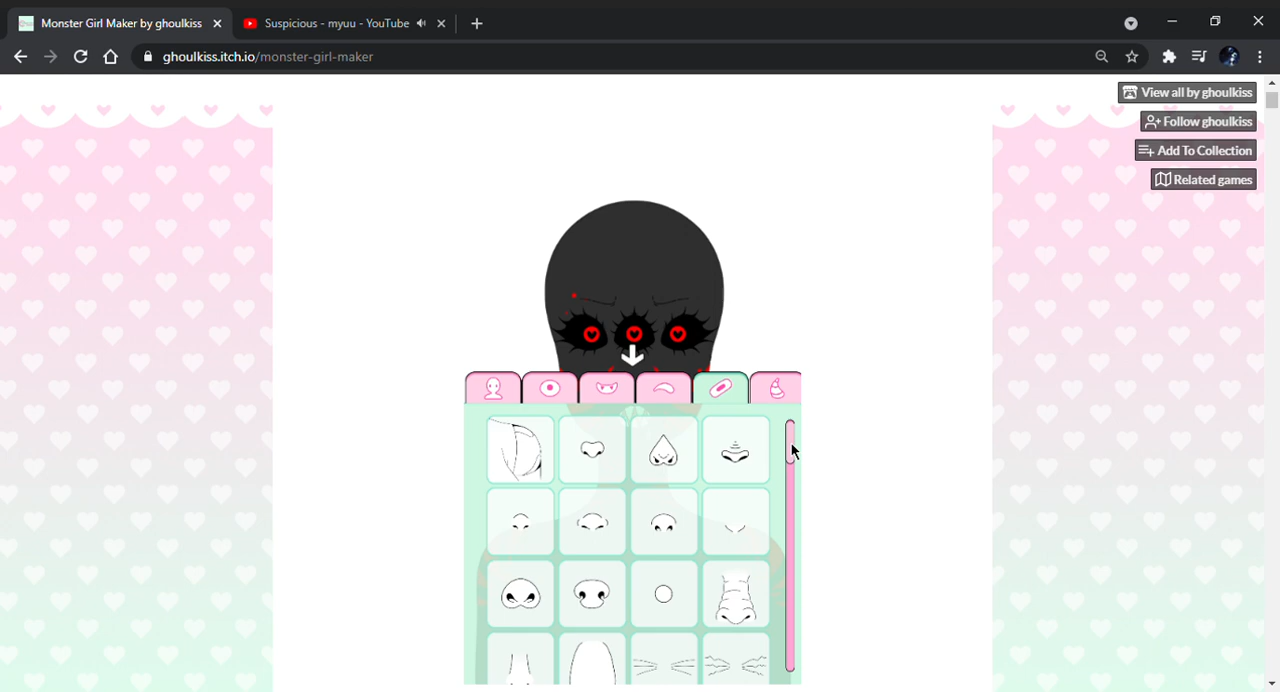 Monster Girl Maker by ghoulkiss
Suspicious - myuu - YouTube
ghoulkiss.itch.io/monster-girl-maker
View all by ghoulkiss
Follow ghoulkiss
Add To Collection
Related games